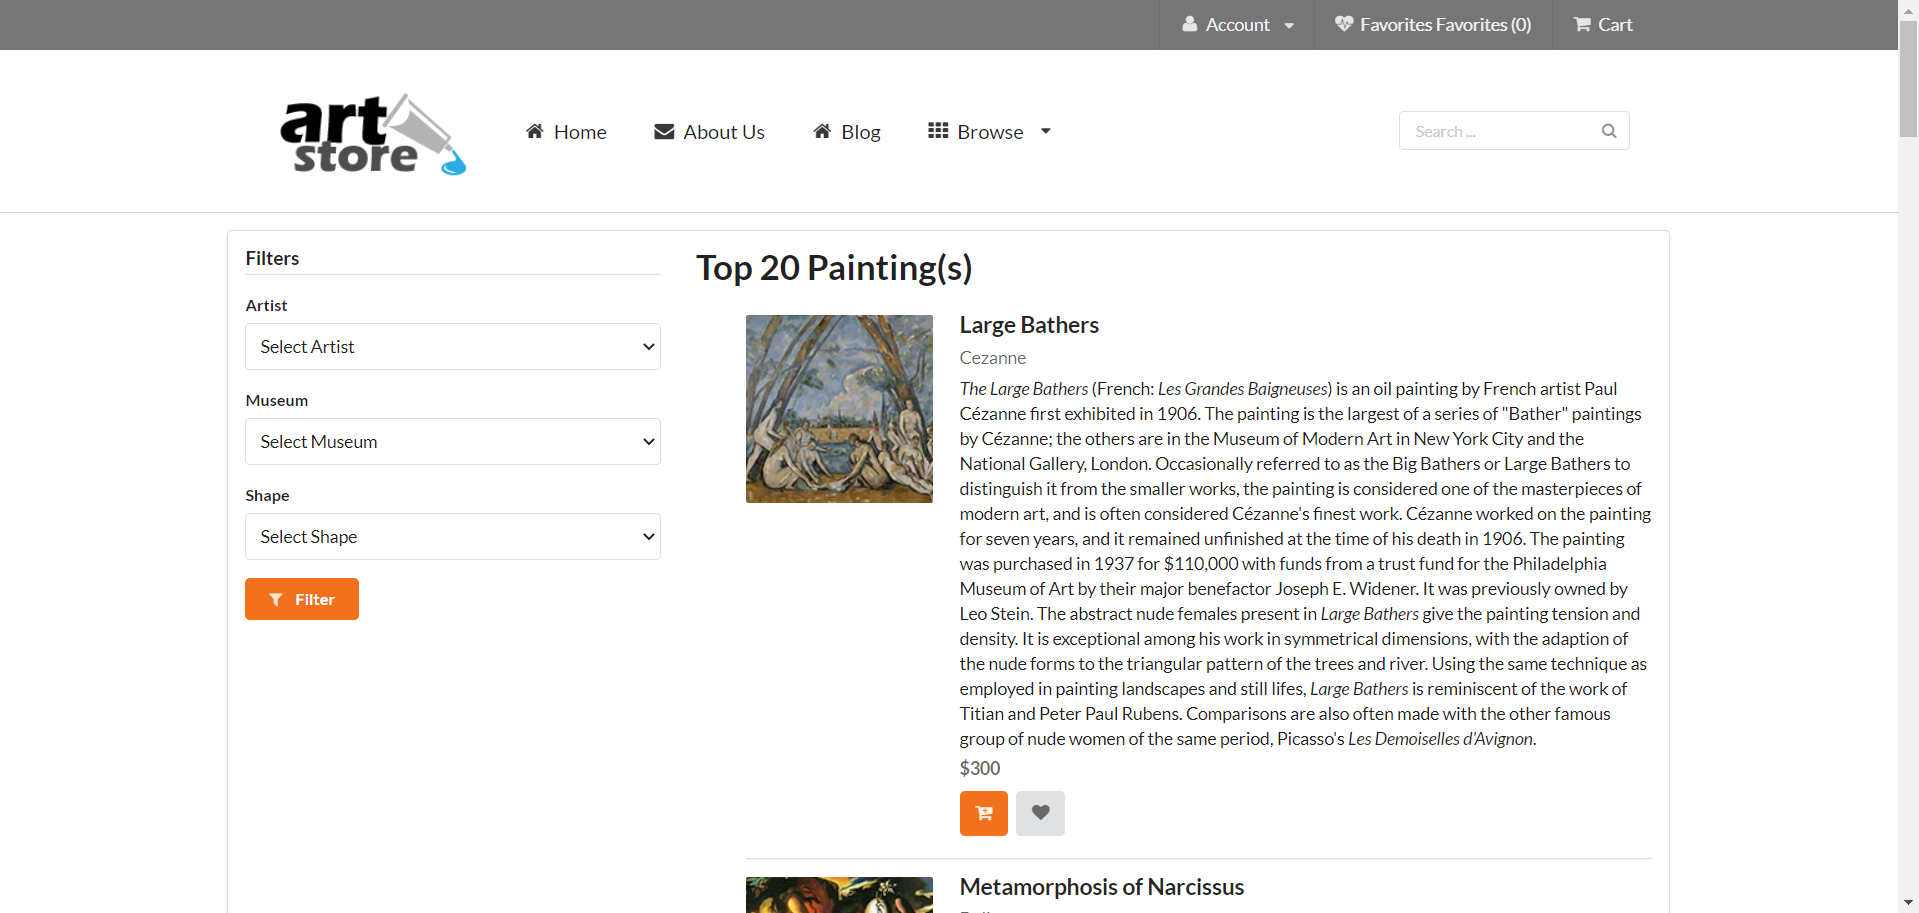 Account
Favorites Favorites (0)
Cart
art
store
Home
About Us
Blog
Browse
Search ...
Filters
Artist
Select Artist
Museum
Select Museum
Shape
Select Shape
Filter
Top 20 Painting(s)
Large Bathers
Cezanne
The Large Bathers (French: Les Grandes Baigneuses) is an oil painting by French artist Paul
Cézanne first exhibited in 1906. The painting is the largest of a series of "Bather" paintings
by Cézanne; the others are in the Museum of Modern Art in New York City and the
National Gallery, London. Occasionally referred to as the Big Bathers or Large Bathers to
distinguish it from the smaller works, the painting is considered one of the masterpieces of
modern art, and is often considered Cézanne's finest work. Cézanne worked on the painting
for seven years, and it remained unfinished at the time of his death in 1906. The painting
was purchased in 1937 for $110,000 with funds from a trust fund for the Philadelphia
Museum of Art by their major benefactor Joseph E. Widener. It was previously owned by
Leo Stein. The abstract nude females present in Large Bathers give the painting tension and
density. It is exceptional among his work in symmetrical dimensions, with the adaption of
the nude forms to the triangular pattern of the trees and river. Using the same technique as
employed in painting landscapes and still lifes, Large Bathers is reminiscent of the work of
Titian and Peter Paul Rubens. Comparisons are also often made with the other famous
group of nude women of the same period, Picasso's Les Demoiselles d'Avignon.
$300
Metamorphosis of Narcissus